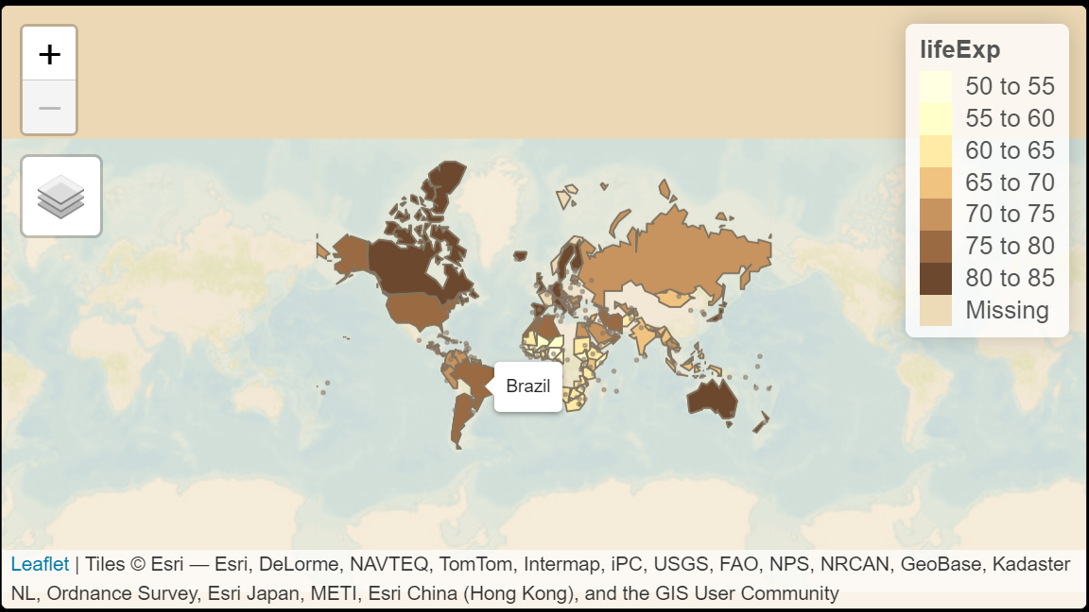 +
−
lifeExp
50 to 55
55 to 60
60 to 65
65 to 70
70 to 75
75 to 80
80 to 85
Missing
Brazil
Leaflet | Tiles © Esri — Esri, DeLorme, NAVTEQ, TomTom, Intermap, iPC, USGS, FAO, NPS, NRCAN, GeoBase, Kadaster
NL, Ordnance Survey, Esri Japan, METI, Esri China (Hong Kong), and the GIS User Community